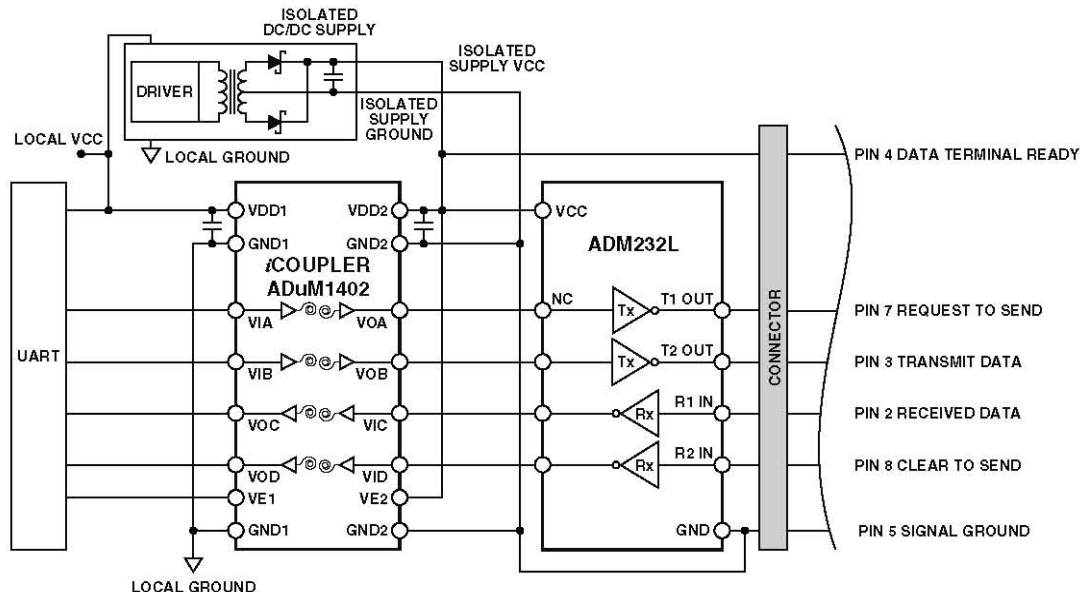 ISOLATED
DC/DC SUPPLY
ISOLATED
SUPPLY VCC
DRIVER
ISOLATED
SUPPLY
GROUND
LOCAL VCC
LOCAL GROUND
PIN 4 DATA TERMINAL READY
VDD1
VDD2
VCC
GND1
GND2
ADM232L
iCOUPLER
ADuM1402
NC
T1 OUT
Tx
VIA
VOA
PIN 7 REQUEST TO SEND
UART
T2 OUT
Tx
VIB
VOB
PIN 3 TRANSMIT DATA
CONNECTOR
R1 IN
Rx
VOC
VIC
PIN 2 RECEIVED DATA
R2 IN
Rx
VOD
VID
PIN 8 CLEAR TO SEND
VE1
VE2
GND1
GND2
GND
PIN 5 SIGNAL GROUND
LOCAL GROUND